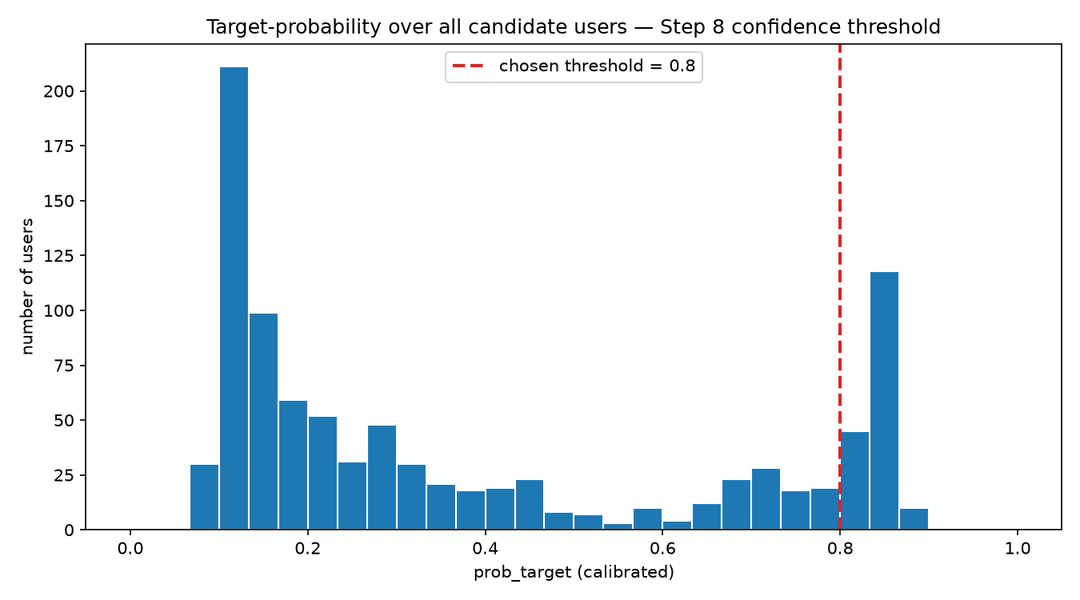 Target-probability over all candidate users — Step 8 confidence threshold
chosen threshold = 0.8
number of users
200
175
150
125
100
75
50
25
0
0.0 0.2 0.4 0.6 0.8 1.0
prob_target (calibrated)